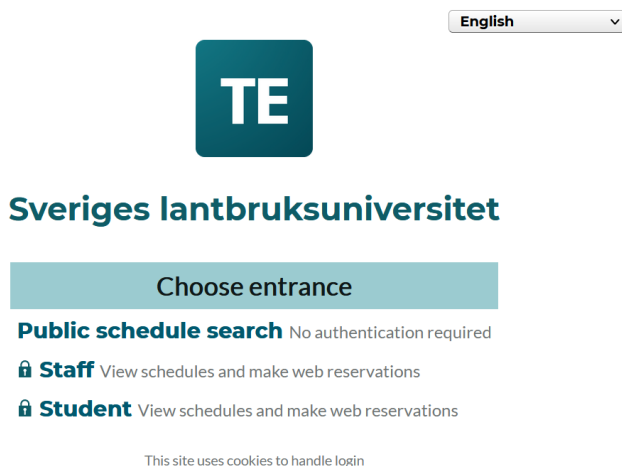 English
TE
Sveriges lantbruksuniversitet
Choose entrance
Public schedule search No authentication required
Staff View schedules and make web reservations
Student View schedules and make web reservations
This site uses cookies to handle login